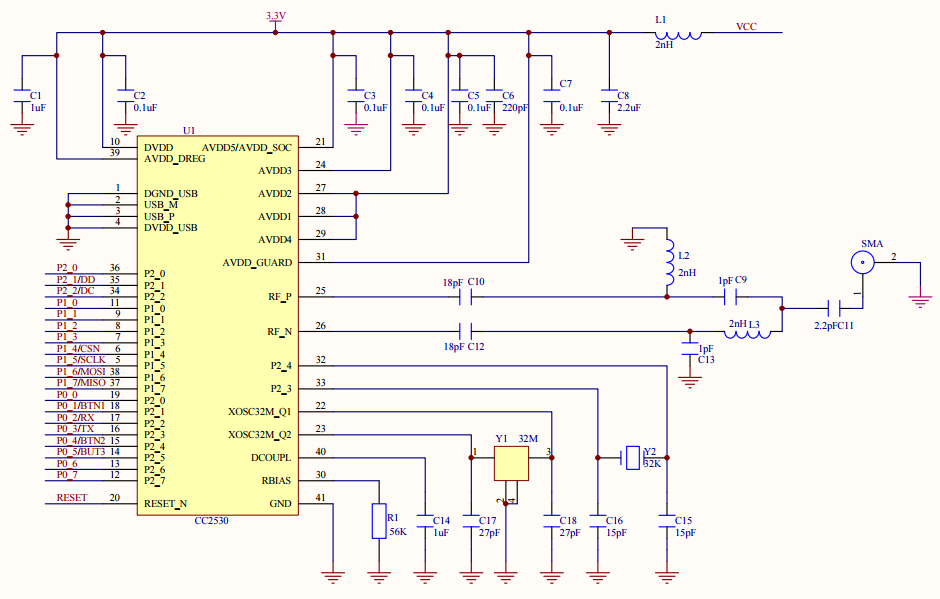 3.3V
L1
VCC
2nH
C1
1uF
C2
0.1uF
C3
0.1uF
C4
0.1uF
C5
0.1uF
C6
220pF
C7
0.1uF
C8
2.2uF
U1
10 DVDD AVDD5/AVDD_SOC 21
39 AVDD_DREG
AVDD3 24
1 DGND_USB AVDD2 27
2 USB_M
3 USB_P AVDD1 28
4 DVDD_USB
AVDD4 29
AVDD_GUARD 31
P2_0 36 P2_0
P2_1/DD 35 P2_1
P2_2/DC 34 P2_2 RF_P 25
P1_0 11 P1_0
P1_1 9 P1_1
P1_2 8 P1_2 RF_N 26
P1_3 7 P1_3
P1_4/CSN 6 P1_4
P1_5/SCLK 5 P1_5 P2_4 32
P1_6/MOSI 38 P1_6
P1_7/MISO 37 P1_7 P2_3 33
P0_0 19 P2_0
P0_1/BTN1 18 P2_1 XOSC32M_Q1 22
P0_2/RX 17 P2_2
P0_3/TX 16 P2_3 XOSC32M_Q2 23
P0_4/BTN2 15 P2_4
P0_5/BUT3 14 P2_5 DCOUPL 40
P0_6 13 P2_6
P0_7 12 P2_7 RBIAS 30
RESET 20 RESET_N GND 41
CC2530
18pF C10
18pF C12
L2
2nH
1pF C9
2nH L3
1pF
C13
SMA
2
1
2.2pFC11
Y1 32M
1
3
2
4
Y2
32K
R1
56K
C14
1uF
C17
27pF
C18
27pF
C16
15pF
C15
15pF